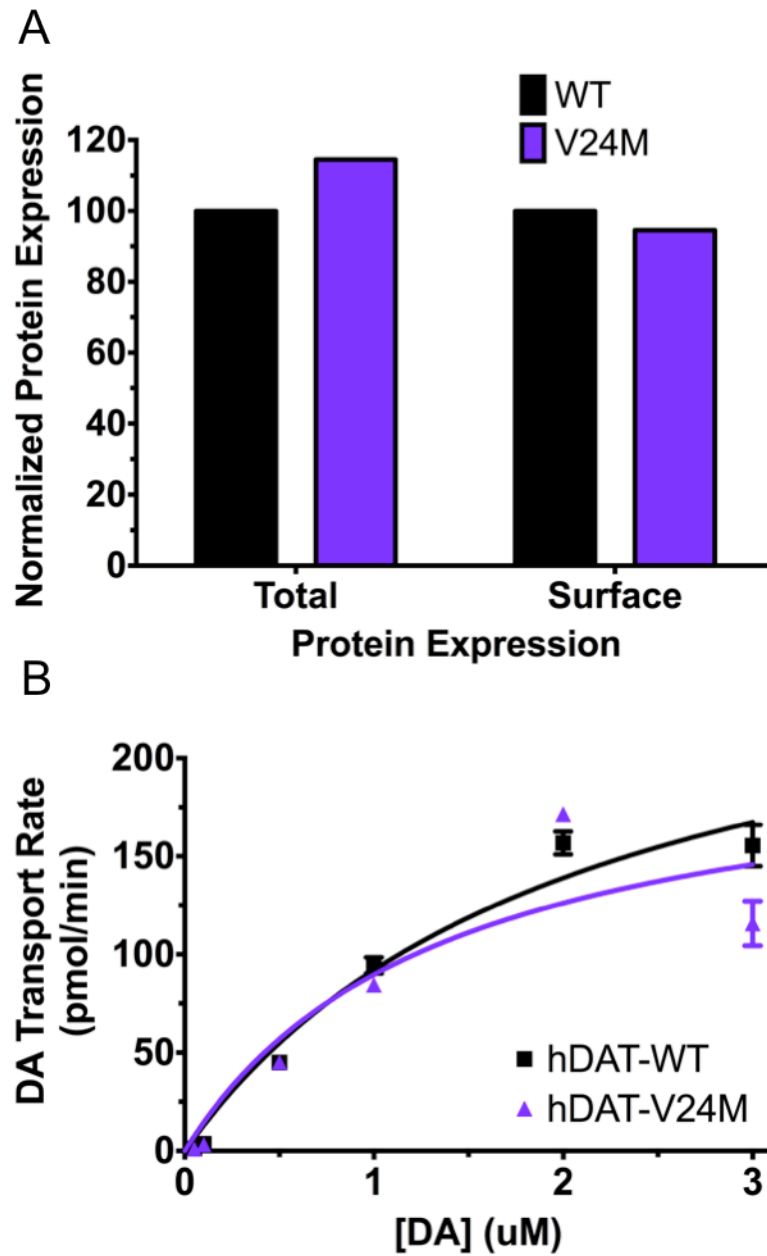 A
Normalized Protein Expression
WT
V24M
120
100
80
60
40
20
0
Total
Surface
Protein Expression
B
DA Transport Rate
(pmol/min)
200
150
100
50
0
hDAT-WT
hDAT-V24M
0
1
2
3
[DA] (uM)